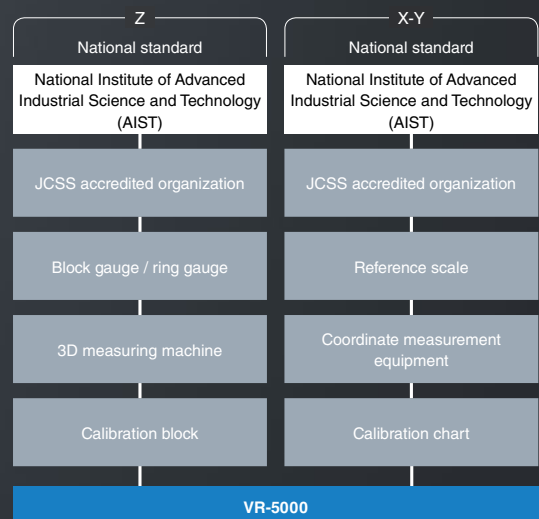 Z
National standard
National Institute of Advanced
Industrial Science and Technology
(AIST)
JCSS accredited organization
Block gauge / ring gauge
3D measuring machine
Calibration block
X-Y
National standard
National Institute of Advanced
Industrial Science and Technology
(AIST)
JCSS accredited organization
Reference scale
Coordinate measurement
equipment
Calibration chart
VR-5000